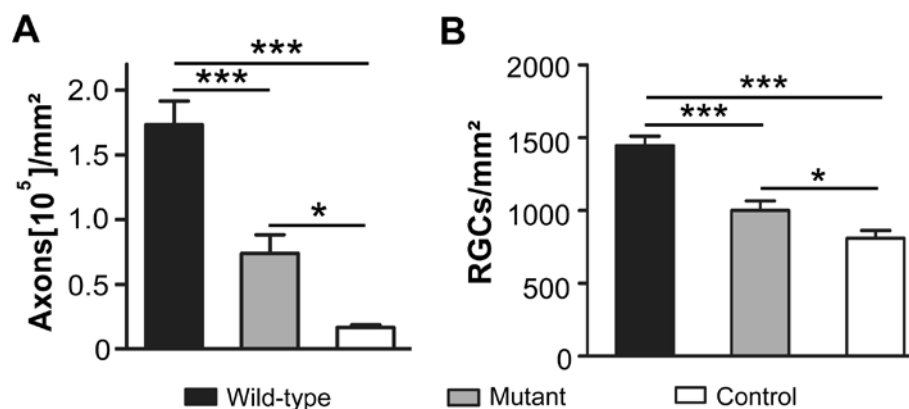 A
Axons[10⁵]/mm²
2.0
1.5
1.0
0.5
0
***
***
*
B
RGCs/mm²
2000
1500
1000
500
0
***
***
*
Wild-type
Mutant
Control